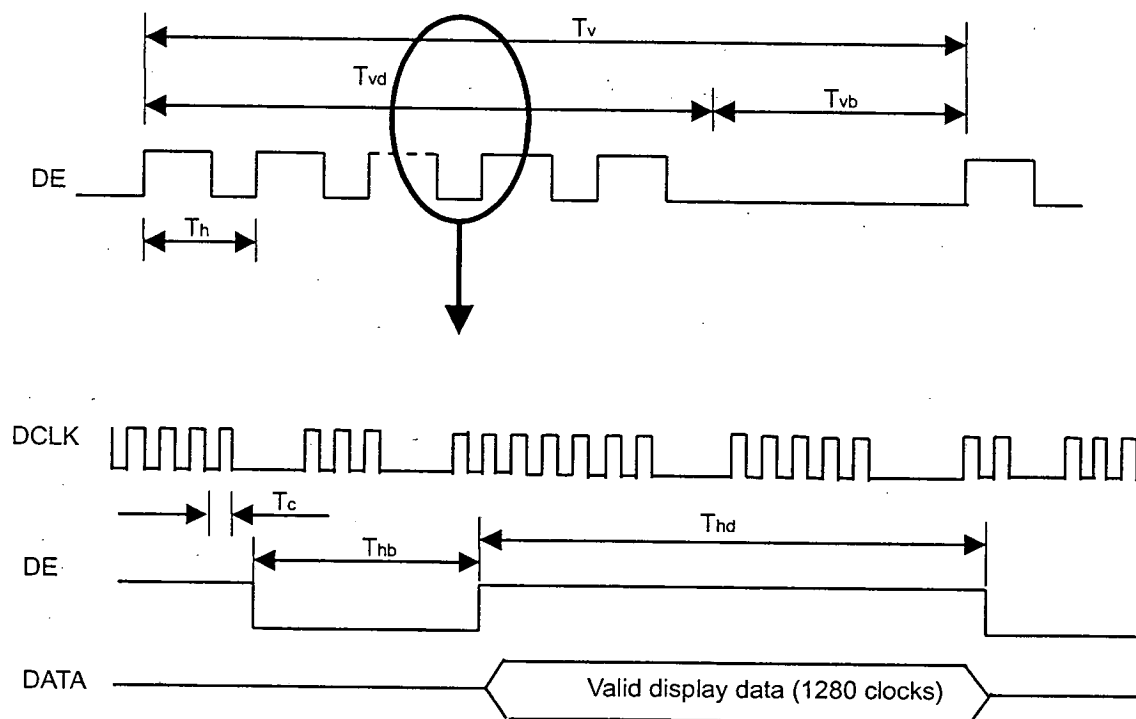 Tv
Tvd
Tvb
DE
Th
DCLK
Tc
Thd
Thb
DE
DATA
Valid display data (1280 clocks)